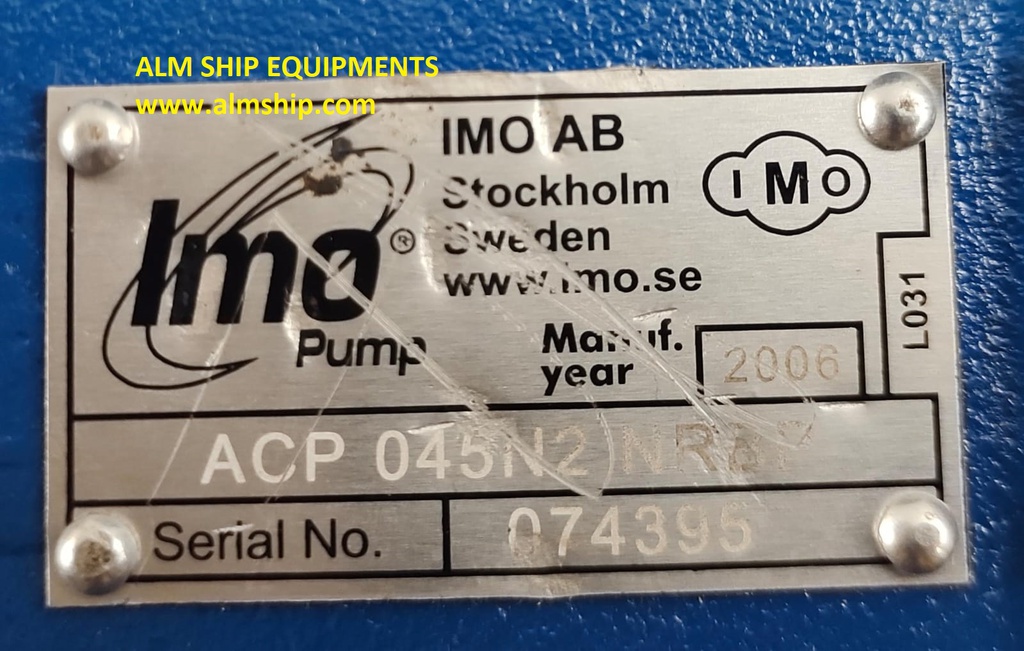 ALM SHIP EQUIPMENTS
www.almship.com
Imo®
Pump
IMO AB
Stockholm
Sweden
www.imo.se
IMO
Manuf.
year
2006
L031
ACP 045N2
Serial No.
074395